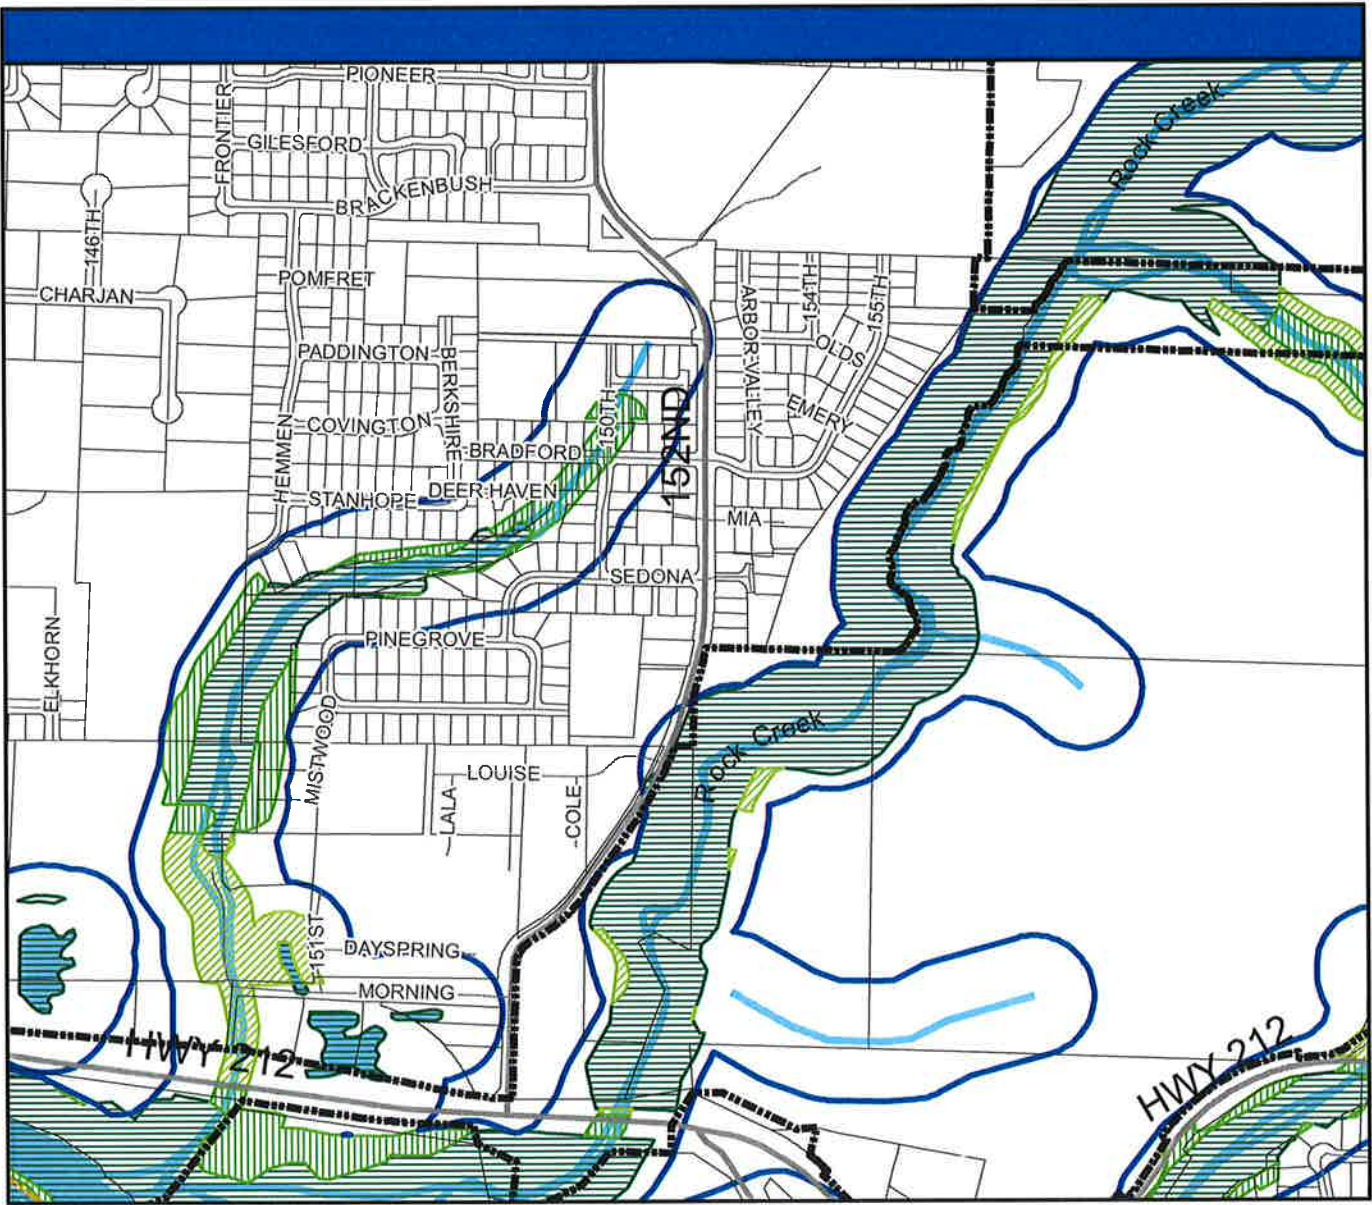 PIONEER
FRONTIER
GILESFORD
BRACKENBUSH
Rock Creek
146TH
POMFRET
CHARJAN
ARBOR VALLEY
154TH
155TH
PADDINGTON
BERKSHIRE
OLDS
150TH
152ND
EMERY
HEMMEN
COVINGTON
BRADFORD
DEER HAVEN
STANHOPE
MIA
SEDONA
ELKHORN
PINEGROVE
MISTWOOD
Rock Creek
LOUISE
LALA
COLE
151ST
DAYSPRING
MORNING
HWY 212
HWY 212